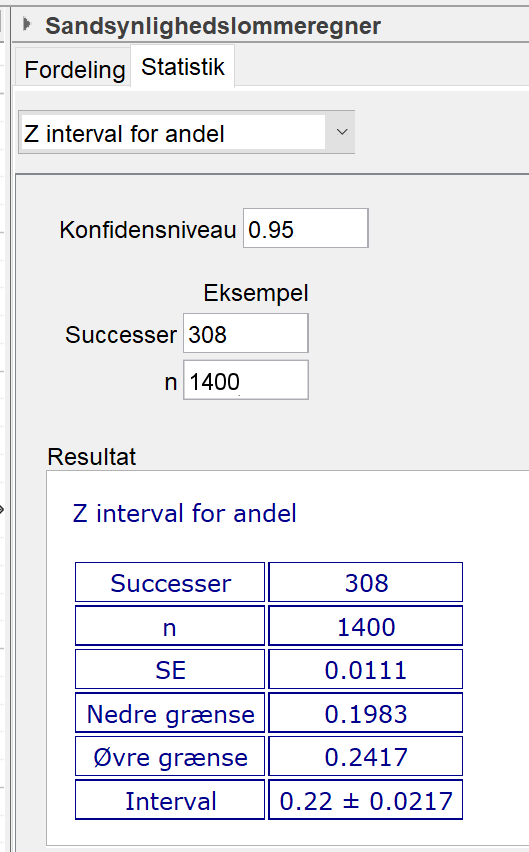 Sandsynlighedslommeregner
Fordeling Statistik
Z interval for andel
Konfidensniveau 0.95
Eksempel
Successer 308
n 1400
Resultat
Z interval for andel
Successer 308
n 1400
SE 0.0111
Nedre grænse 0.1983
Øvre grænse 0.2417
Interval 0.22 ± 0.0217